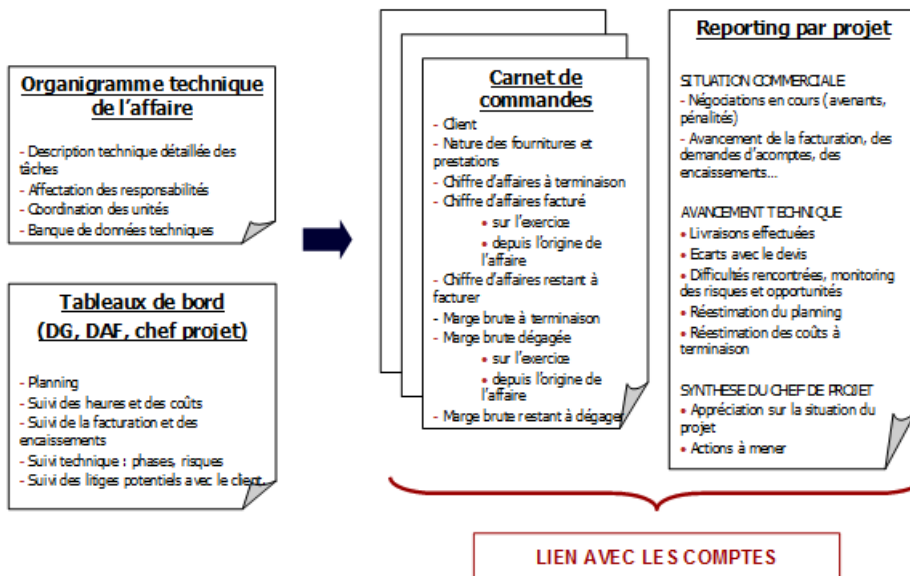 Organigramme technique
de l'affaire
- Description technique détaillée des
tâches
- Affectation des responsabilités
- Coordination des unités
- Banque de données techniques
Tableaux de bord
(DG, DAF, chef projet)
- Planning
- Suivi des heures et des coûts
- Suivi de la facturation et des
encaissements
- Suivi technique : phases, risques
- Suivi des litiges potentiels avec le client.
Carnet de
commandes
- Client
- Nature des fournitures et
prestations
- Chiffre d'affaires à terminaison
- Chiffre d'affaires facturé
• sur l'exercice
• depuis l'origine de
l'affaire
- Chiffre d'affaires restant à
facturer
- Marge brute à terminaison
- Marge brute dégagée
• sur l'exercice
• depuis l'origine de
l'affaire
- Marge brute restant à dégager
Reporting par projet
SITUATION COMMERCIALE
- Négociations en cours (avenants,
pénalités)
- Avancement de la facturation, des
demandes d'acomptes, des
encaissements...
AVANCEMENT TECHNIQUE
• Livraisons effectuées
• Ecarts avec le devis
• Difficultés rencontrées, monitoring
des risques et opportunités
• Réestimation du planning
• Réestimation des coûts à
terminaison
SYNTHESE DU CHEF DE PROJET
• Appréciation sur la situation du
projet
• Actions à mener
LIEN AVEC LES COMPTES